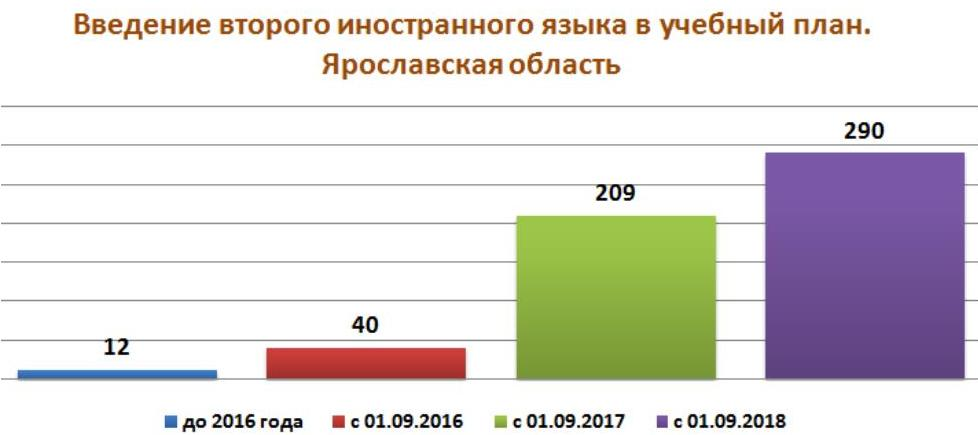 Введение второго иностранного языка в учебный план.
Ярославская область
290
209
40
12
до 2016 года с 01.09.2016 с 01.09.2017 с 01.09.2018